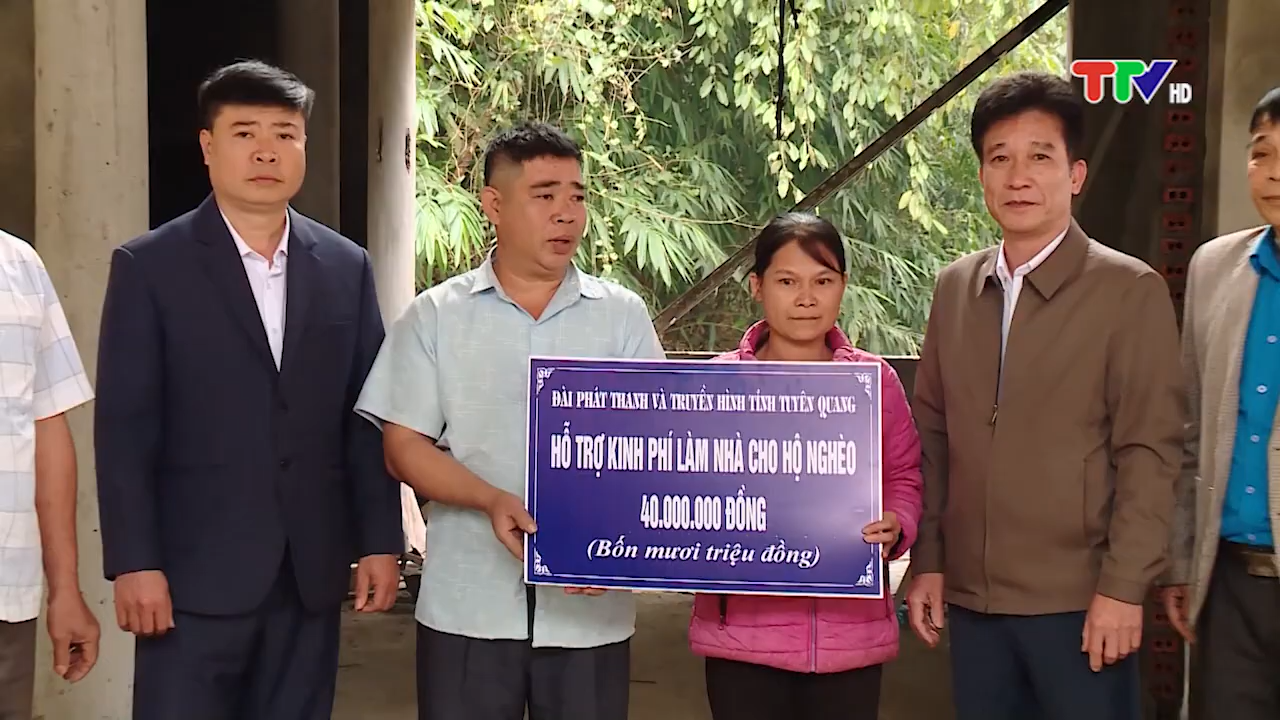 TTV HD
ĐÀI PHÁT THANH VÀ TRUYỀN HÌNH TỈNH TUYÊN QUANG
HỖ TRỢ KINH PHÍ LÀM NHÀ CHO HỘ NGHÈO
40.000.000 ĐỒNG
(Bốn mươi triệu đồng)